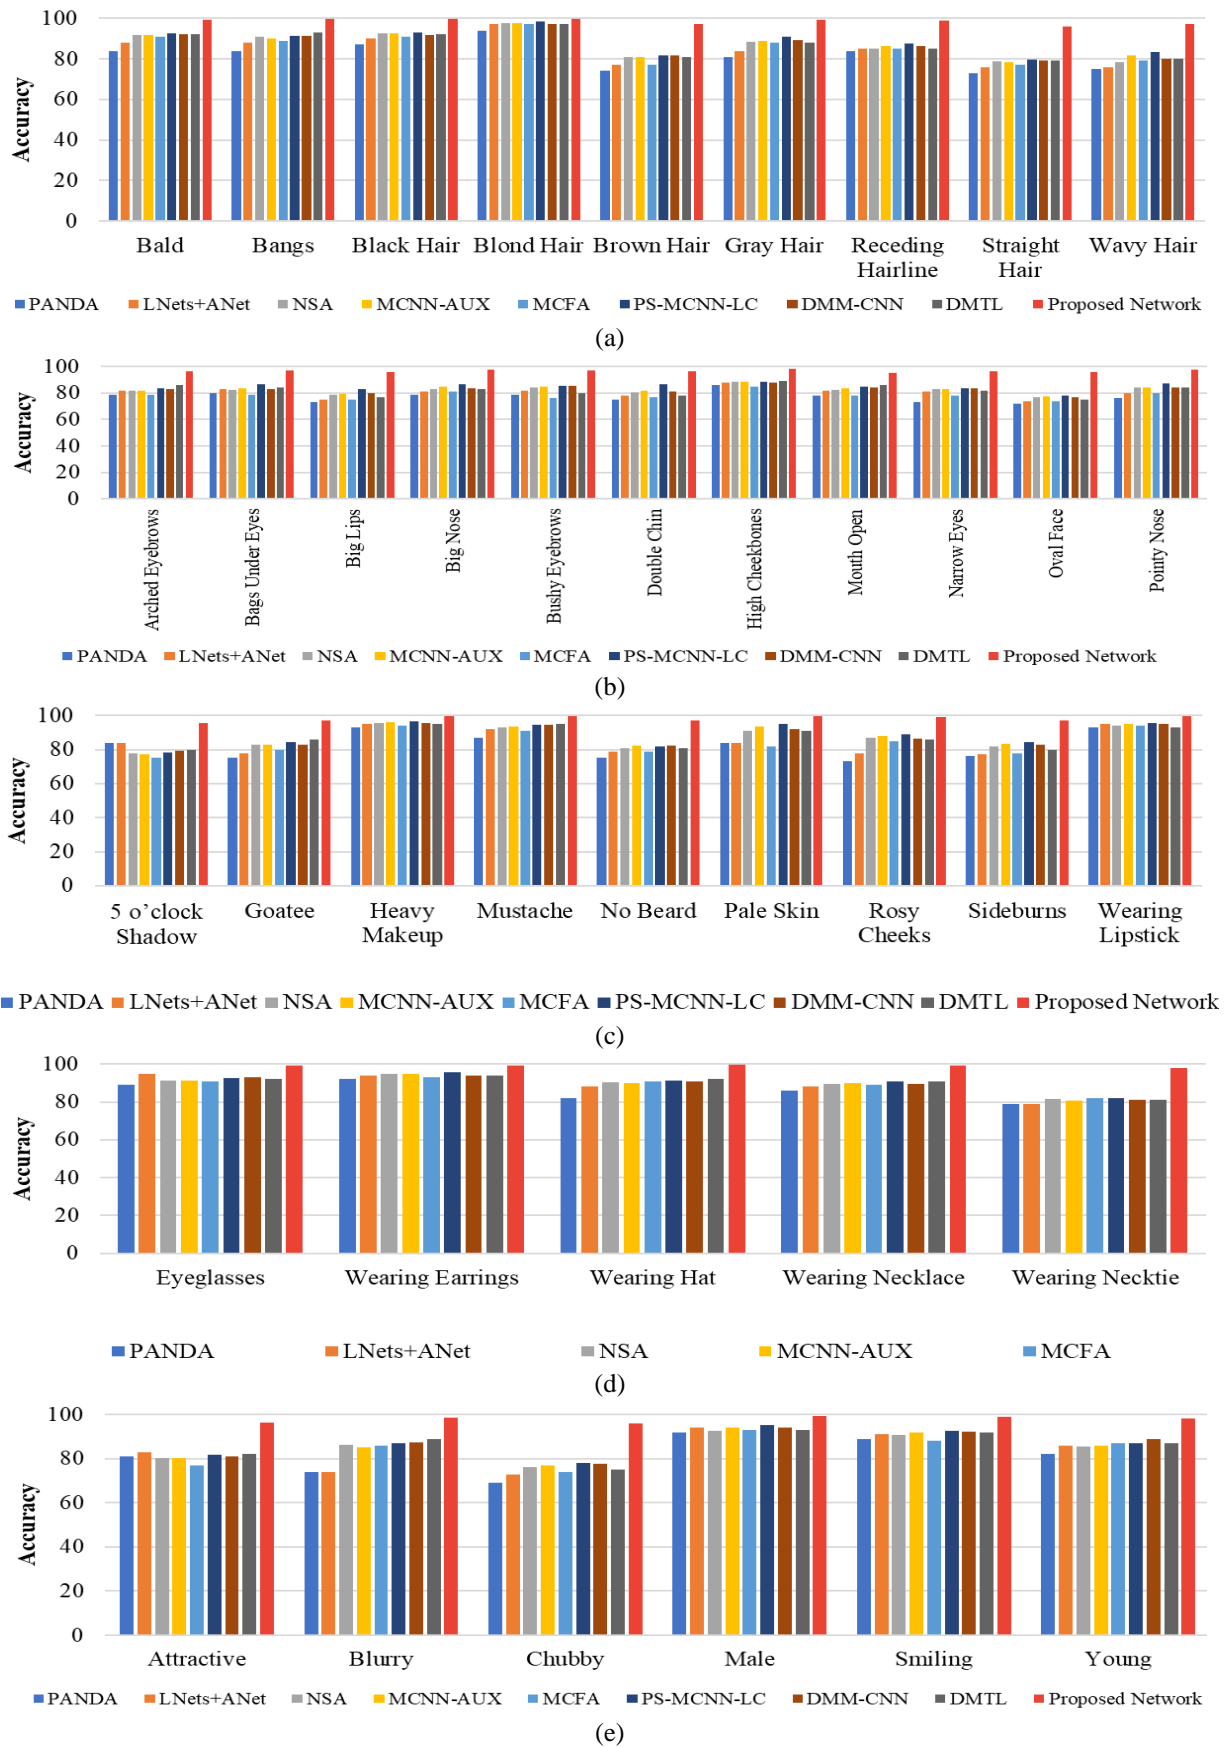 100
80
60
40
20
0
Accuracy
Bald Bangs Black Hair Blond Hair Brown Hair Gray Hair Receding Hairline Straight Hair Wavy Hair
PANDA LNets+ANet NSA MCNN-AUX MCFA PS-MCNN-LC DMM-CNN DMTL Proposed Network
(a)
100
80
60
40
20
0
Accuracy
Arched Eyebrows
Bags Under Eyes
Big Lips
Big Nose
Bushy Eyebrows
Double Chin
High Cheekbones
Mouth Open
Narrow Eyes
Oval Face
Pointy Nose
PANDA LNets+ANet NSA MCNN-AUX MCFA PS-MCNN-LC DMM-CNN DMTL Proposed Network
(b)
100
80
60
40
20
0
Accuracy
5 o’clock Shadow Goatee Heavy Makeup Mustache No Beard Pale Skin Rosy Cheeks Sideburns Wearing Lipstick
PANDA LNets+ANet NSA MCNN-AUX MCFA PS-MCNN-LC DMM-CNN DMTL Proposed Network
(c)
100
80
60
40
20
0
Accuracy
Eyeglasses Wearing Earrings Wearing Hat Wearing Necklace Wearing Necktie
PANDA LNets+ANet NSA MCNN-AUX MCFA
(d)
100
80
60
40
20
0
Accuracy
Attractive Blurry Chubby Male Smiling Young
PANDA LNets+ANet NSA MCNN-AUX MCFA PS-MCNN-LC DMM-CNN DMTL Proposed Network
(e)